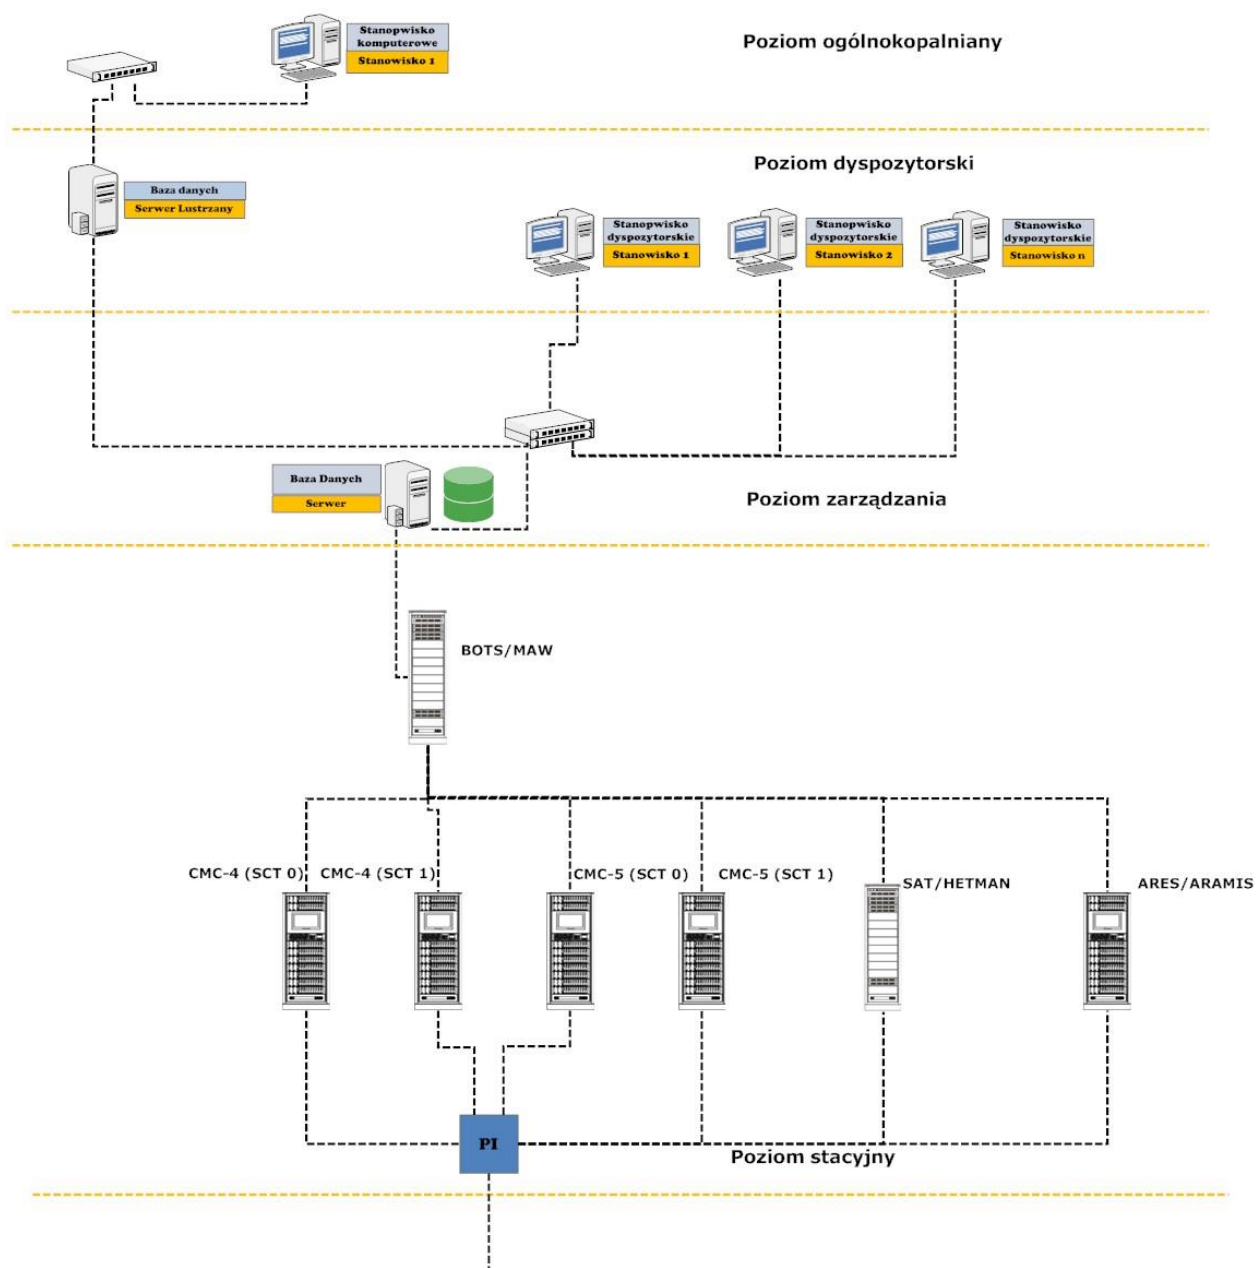 Stanopwisko
komputerowe
Stanowisko 1
Poziom ogólnokopalniany
Poziom dyspozytorski
Baza danych
Serwer Lustrzany
Stanopwisko
dyspozytorskie
Stanowisko 1
Stanopwisko
dyspozytorskie
Stanowisko 2
Stanowisko
dyspozytorskie
Stanowisko n
Baza Danych
Serwer
Poziom zarządzania
BOTS/MAW
CMC-4 (SCT 0)
CMC-4 (SCT 1)
CMC-5 (SCT 0)
CMC-5 (SCT 1)
SAT/HETMAN
ARES/ARAMIS
PI
Poziom stacyjny